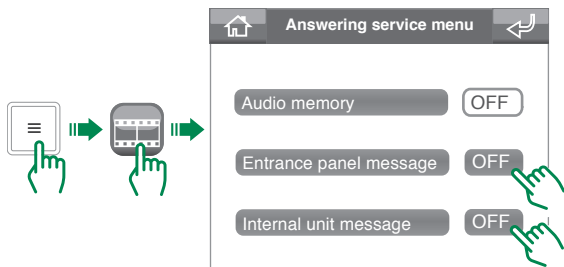 Answering service menu
Audio memory OFF
Entrance panel message OFF
Internal unit message OFF